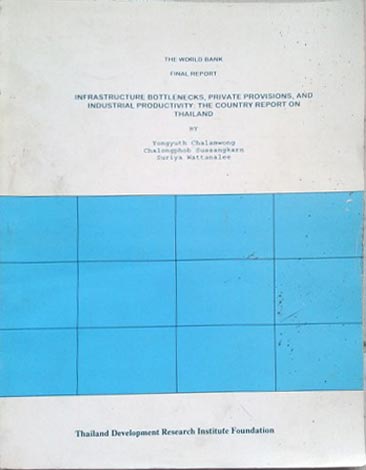 THE WORLD BANK
FINAL REPORT
INFRASTRUCTURE BOTTLENECKS, PRIVATE PROVISIONS, AND
INDUSTRIAL PRODUCTIVITY: THE COUNTRY REPORT ON
THAILAND
BY
Yongyuth Chalamwong
Chalongphob Sussangkarn
Suriya Wattanalee
Thailand Development Research Institute Foundation